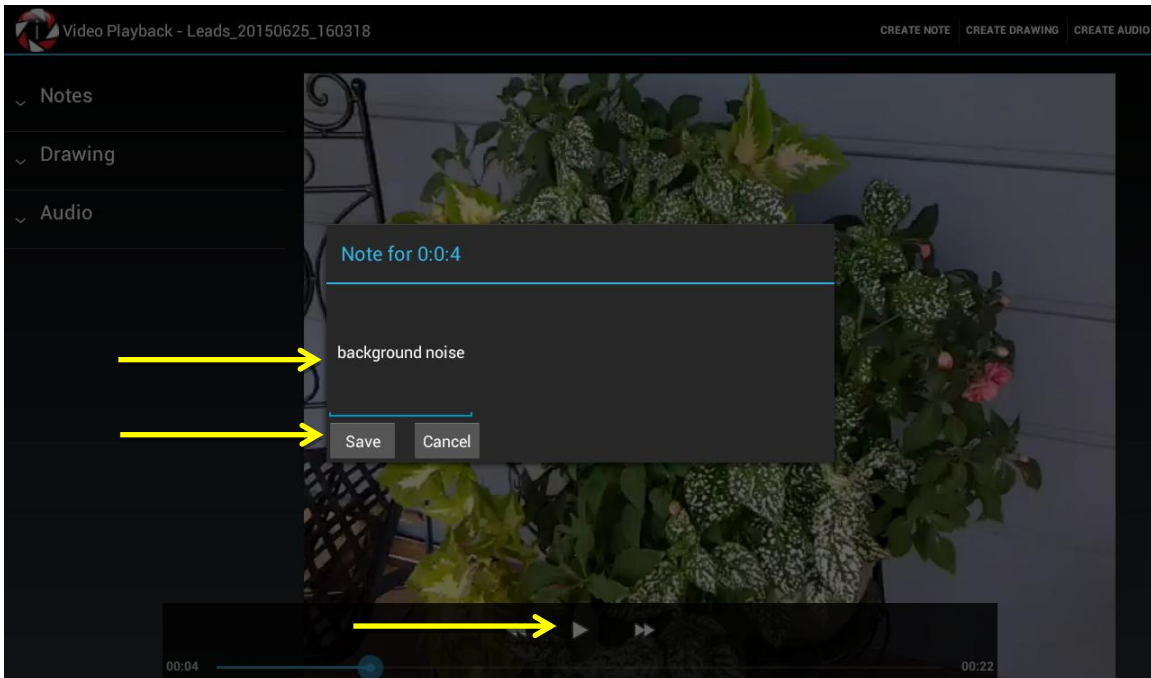 Video Playback - Leads_20150625_160318
CREATE NOTE CREATE DRAWING CREATE AUDIO
Notes
Drawing
Audio
Note for 0:0:4
background noise
Save Cancel
00:04 00:22